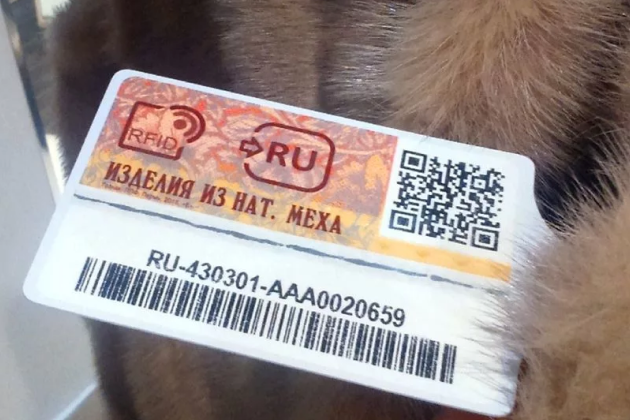 RFID
RU
ИЗДЕЛИЯ ИЗ НАТ. МЕХА
RU-430301-AAA0020659